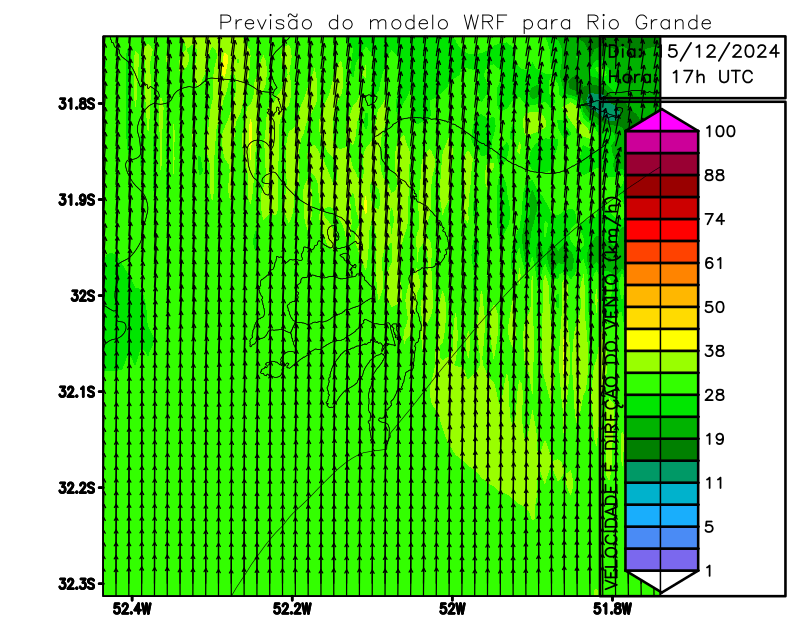 Previsão do modelo WRF para Rio Grande
Dia: 15/12/2024
Hora: 17h UTC
31.8S
31.9S
32S
32.1S
32.2S
32.3S
52.4W
52.2W
52W
51.8W
VELOCIDADE E DIREÇÃO DO VENTO (km/h)
100
88
74
61
50
38
28
19
11
5
1